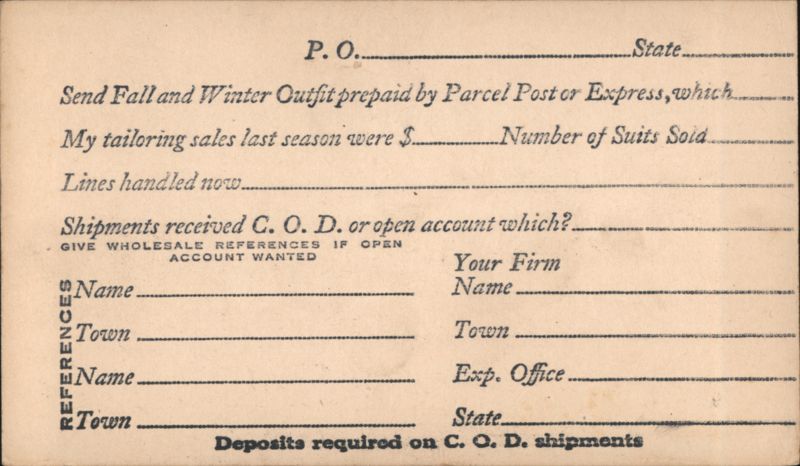 P. O. State
Send Fall and Winter Outfit prepaid by Parcel Post or Express, which
My tailoring sales last season were $ Number of Suits Sold
Lines handled now
Shipments received C. O. D. or open account which?
GIVE WHOLESALE REFERENCES IF OPEN
ACCOUNT WANTED
REFERENCES
Name
Town
Name
Town
Your Firm
Name
Town
Exp. Office
State
Deposits required on C. O. D. shipments